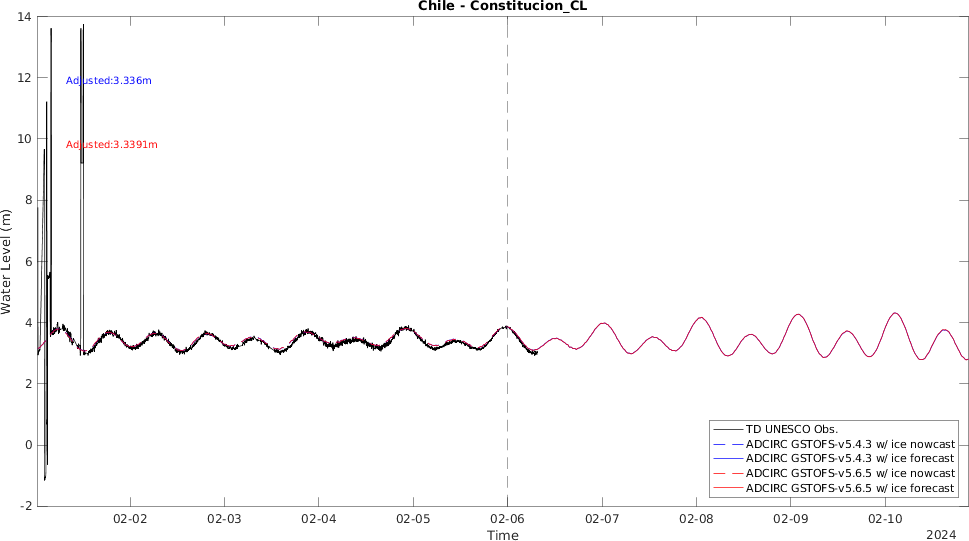 Chile - Constitucion_CL
14
12
10
8
6
4
2
0
-2
Water Level (m)
Adjusted:3.336m
Adjusted:3.3391m
TD UNESCO Obs.
ADCIRC GSTOFS-v5.4.3 w/ ice nowcast
ADCIRC GSTOFS-v5.4.3 w/ ice forecast
ADCIRC GSTOFS-v5.6.5 w/ ice nowcast
ADCIRC GSTOFS-v5.6.5 w/ ice forecast
02-02 02-03 02-04 02-05 02-06 02-07 02-08 02-09 02-10
Time
2024